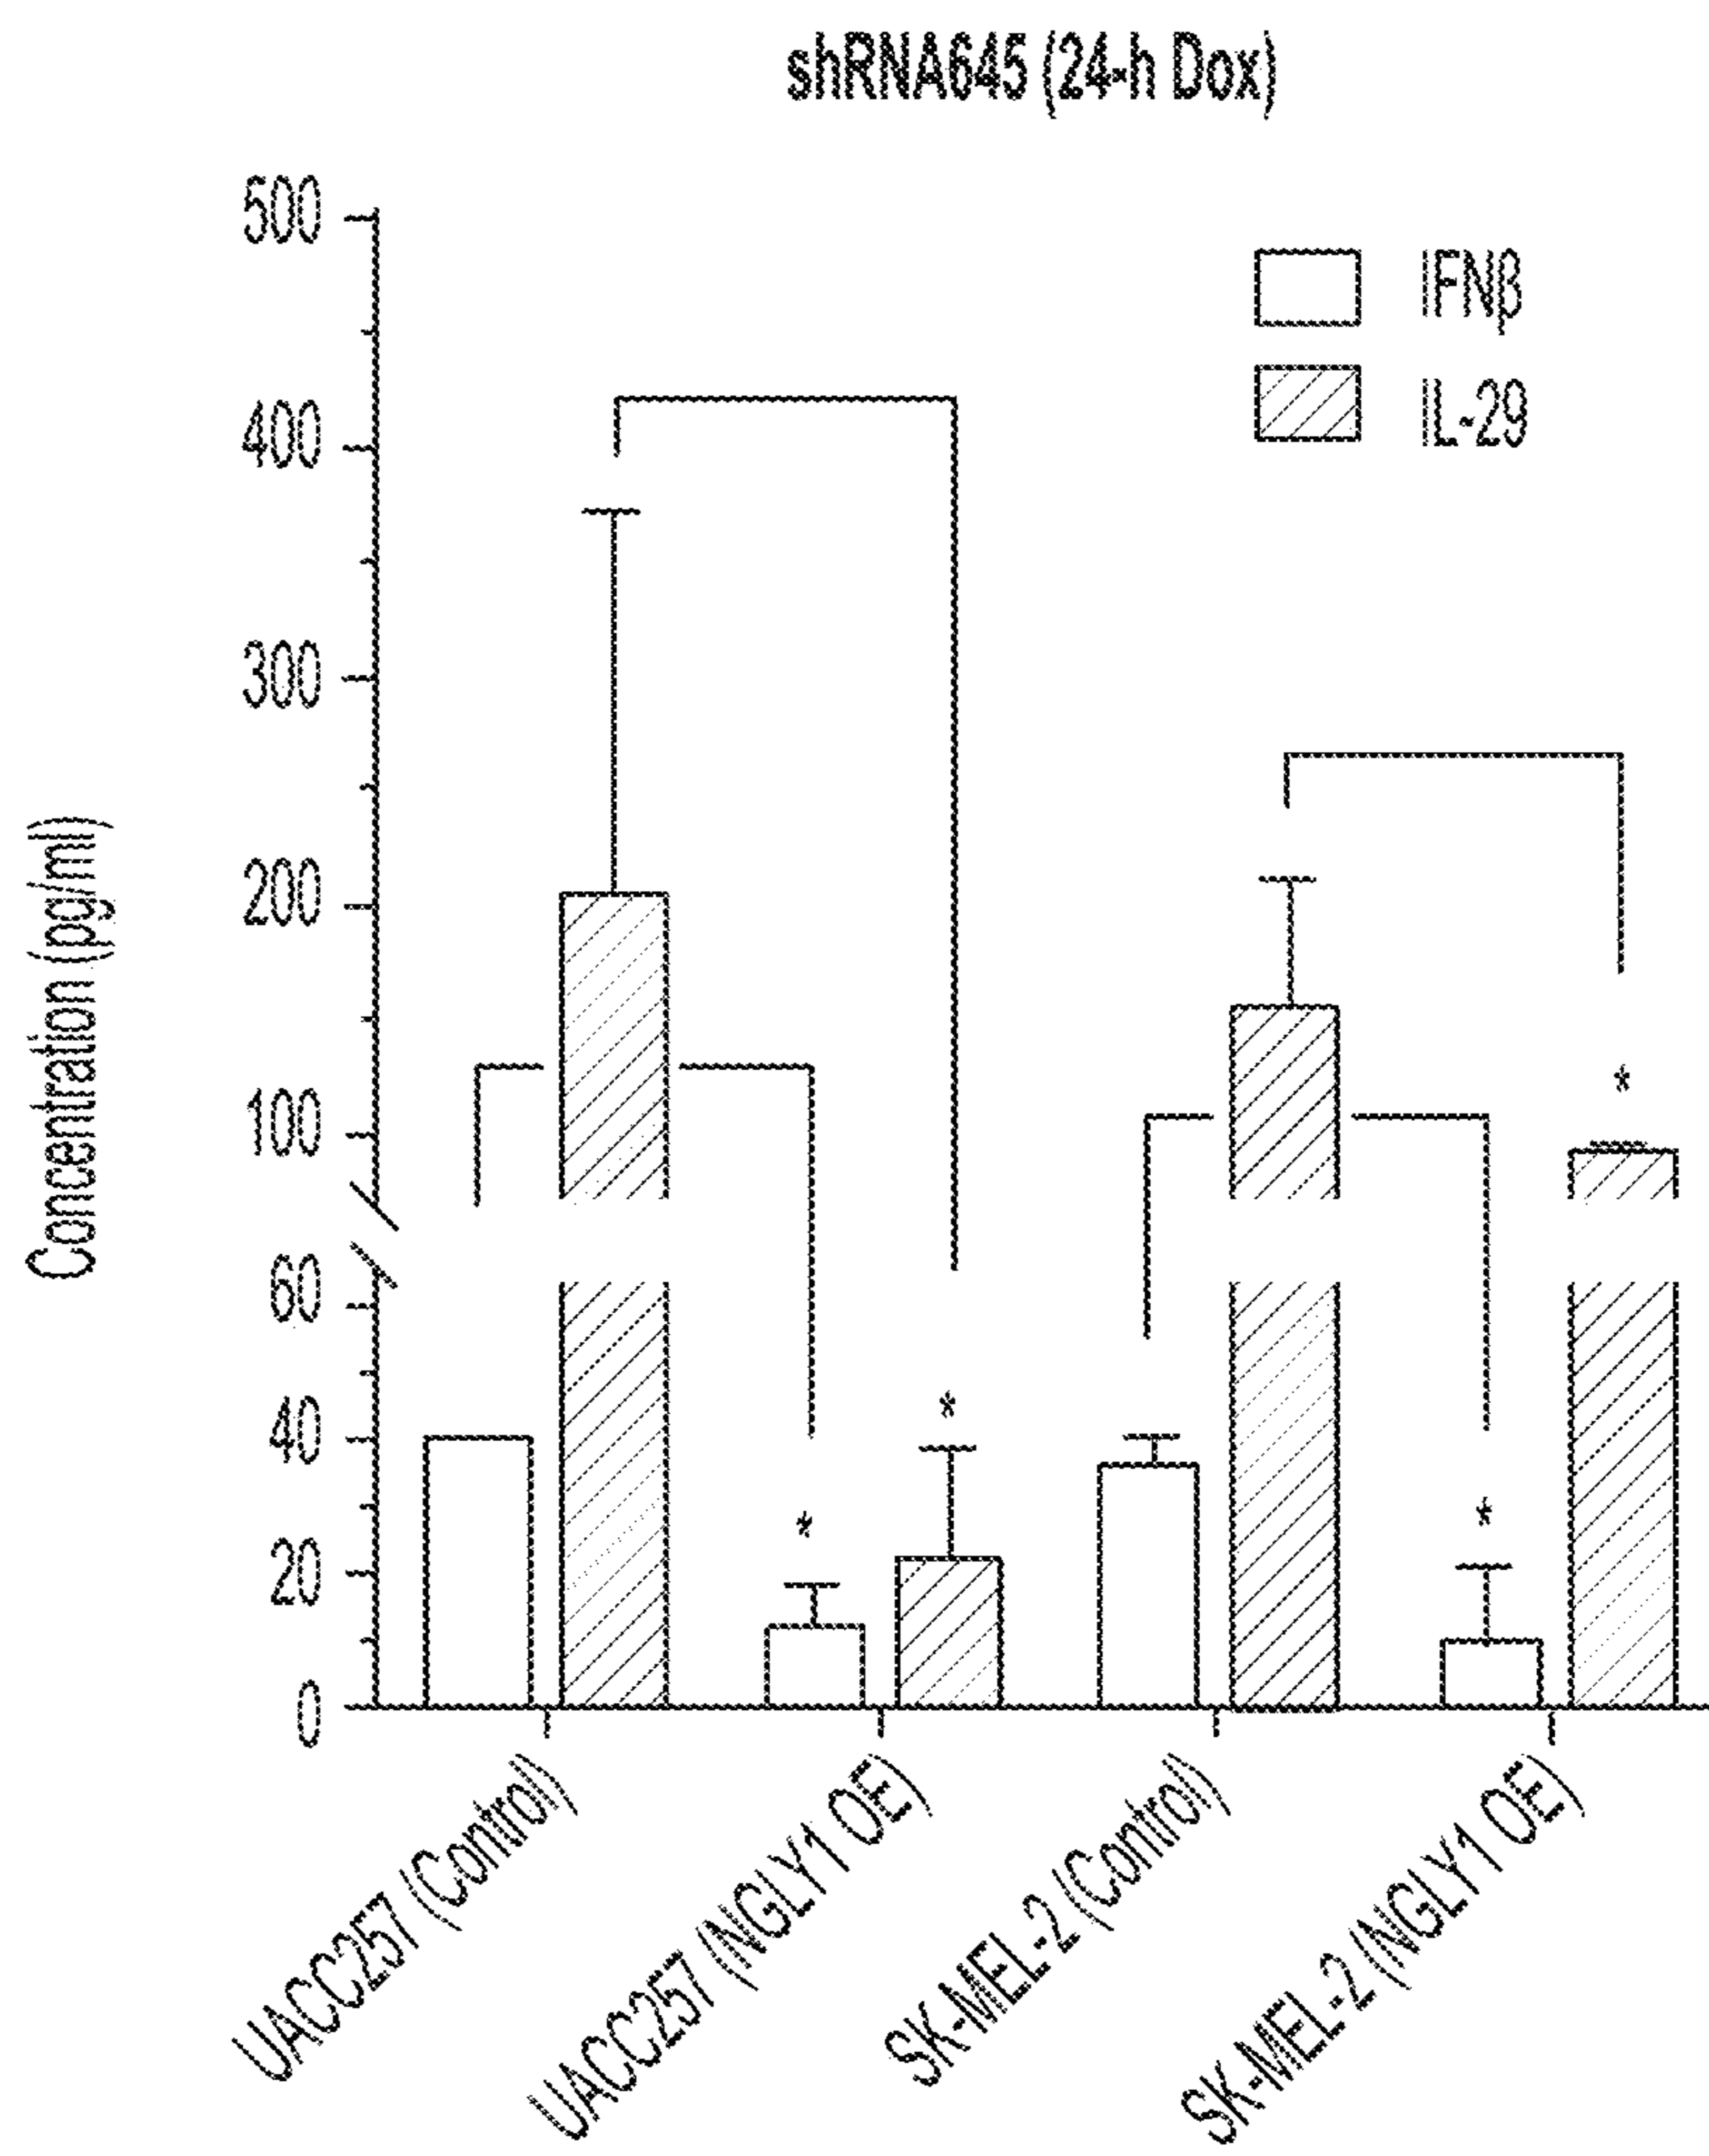 shRNA645 (24-h Dox)
500
400
300
200
100
60
40
20
0
Concentration (pg/ml)
IFNβ
IL-29
*
*
*
*
UACC257 (Control)
UACC257 (NGLY1 OE)
SK-MEL-2 (Control)
SK-MEL-2 (NGLY1 OE)